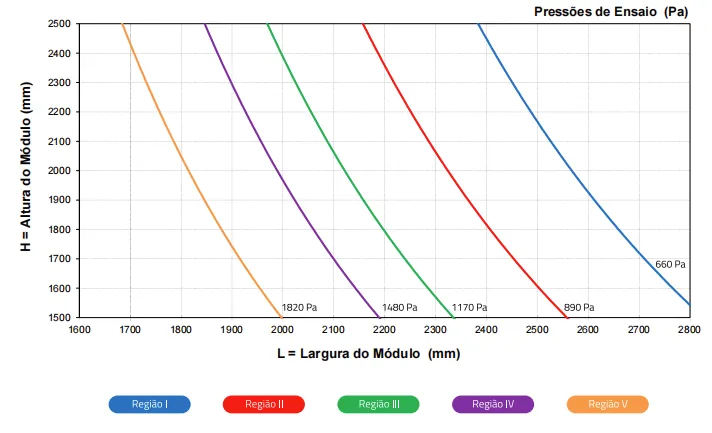 Pressões de Ensaio (Pa)
H = Altura do Módulo (mm)
2500
2400
2300
2200
2100
2000
1900
1800
1700
1600
1500
660 Pa
1820 Pa 1480 Pa 1170 Pa 890 Pa
1600 1700 1800 1900 2000 2100 2200 2300 2400 2500 2600 2700 2800
L = Largura do Módulo (mm)
Região I Região II Região III Região IV Região V